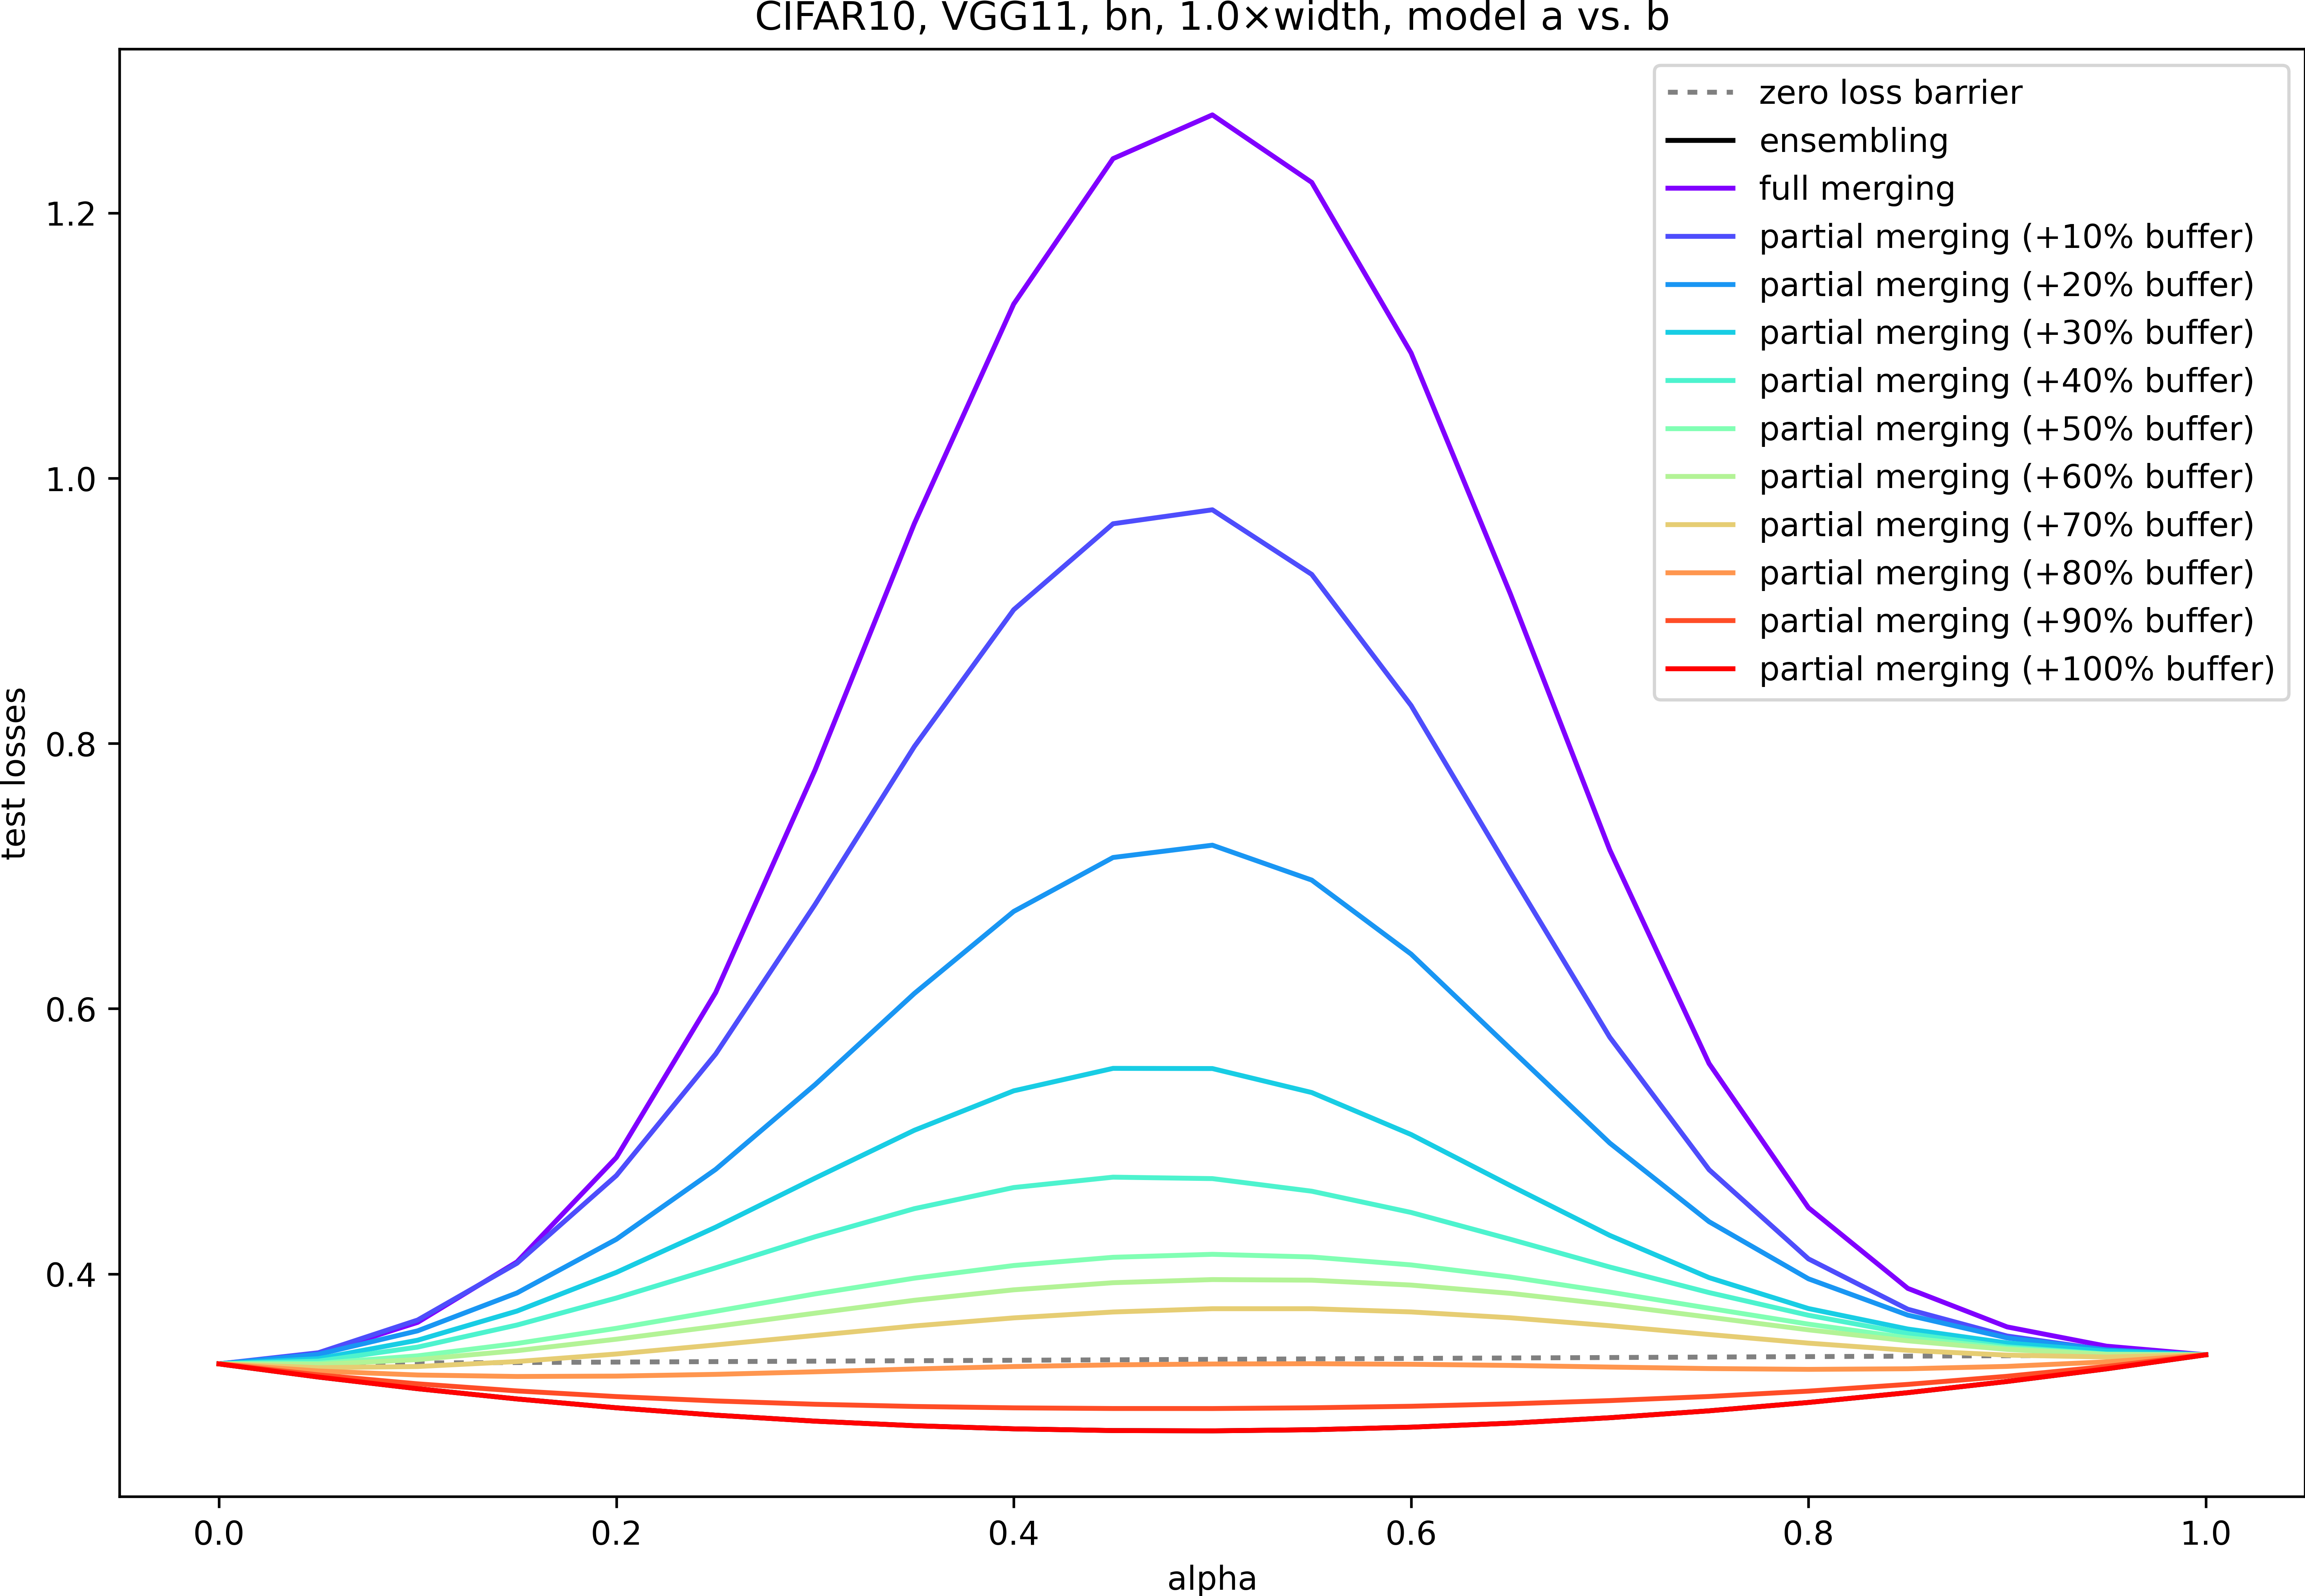 CIFAR10, VGG11, bn, 1.0×width, model a vs. b
zero loss barrier
ensembling
full merging
partial merging (+10% buffer)
partial merging (+20% buffer)
partial merging (+30% buffer)
partial merging (+40% buffer)
partial merging (+50% buffer)
partial merging (+60% buffer)
partial merging (+70% buffer)
partial merging (+80% buffer)
partial merging (+90% buffer)
partial merging (+100% buffer)
test losses
1.2
1.0
0.8
0.6
0.4
0.0 0.2 0.4 0.6 0.8 1.0
alpha